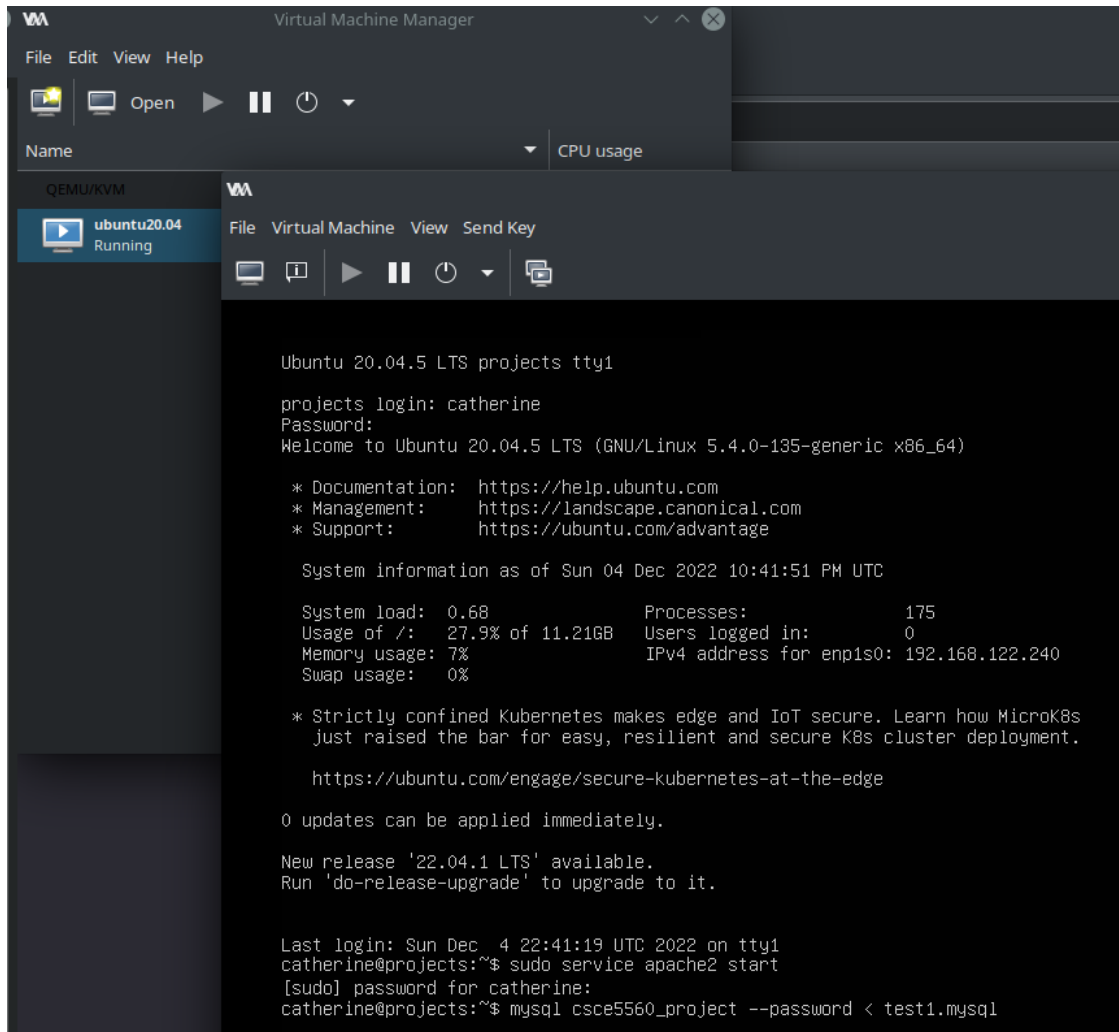 Virtual Machine Manager
File Edit View Help
Open
Name CPU usage
QEMU/KVM
ubuntu20.04
Running
File Virtual Machine View Send Key
Ubuntu 20.04.5 LTS projects tty1
projects login: catherine
Password:
Welcome to Ubuntu 20.04.5 LTS (GNU/Linux 5.4.0-135-generic x86_64)
* Documentation: https://help.ubuntu.com
* Management: https://landscape.canonical.com
* Support: https://ubuntu.com/advantage
System information as of Sun 04 Dec 2022 10:41:51 PM UTC
System load: 0.68 Processes: 175
Usage of /: 27.9% of 11.21GB Users logged in: 0
Memory usage: 7% IPv4 address for enp1s0: 192.168.122.240
Swap usage: 0%
* Strictly confined Kubernetes makes edge and IoT secure. Learn how MicroK8s
just raised the bar for easy, resilient and secure K8s cluster deployment.
https://ubuntu.com/engage/secure-kubernetes-at-the-edge
0 updates can be applied immediately.
New release '22.04.1 LTS' available.
Run 'do-release-upgrade' to upgrade to it.
Last login: Sun Dec 4 22:41:19 UTC 2022 on tty1
catherine@projects:~$ sudo service apache2 start
[sudo] password for catherine:
catherine@projects:~$ mysql csce5560_project --password < test1.mysql